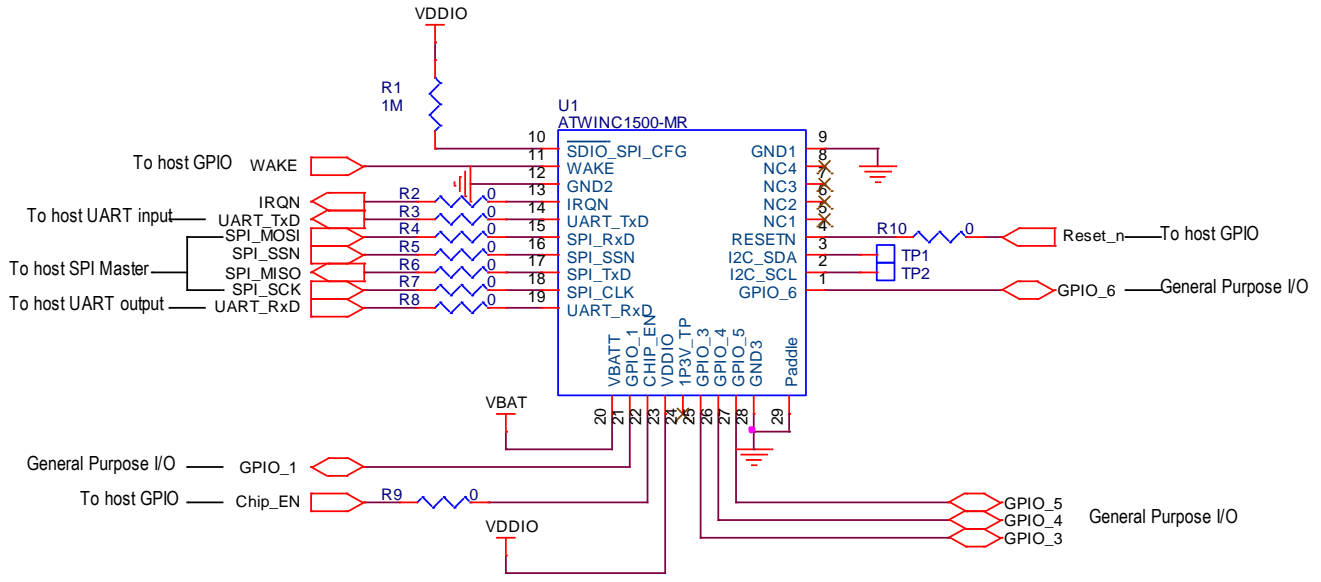 VDDIO
R1
1M
U1
ATWINC1500-MR
10
SDIO_SPI_CFG
To host GPIO WAKE
11
WAKE
12
GND2
IRQN
R2 0
13
IRQN
To host UART input
UART_TxD
R3 0
14
UART_TxD
SPI_MOSI
R4 0
15
SPI_RxD
SPI_SSN
R5 0
16
SPI_SSN
To host SPI Master
SPI_MISO
R6 0
17
SPI_TxD
SPI_SCK
R7 0
18
SPI_CLK
To host UART output
UART_RxD
R8 0
19
UART_RxD
9
GND1
8
NC4
7
NC3
6
NC2
5
NC1
4
RESETN
R10 0
Reset_n
To host GPIO
3
I2C_SDA
TP1
2
I2C_SCL
TP2
1
GPIO_6
GPIO_6
General Purpose I/O
VBATT
GPIO_1
CHIP_EN
VDDIO
1P3V_TP
GPIO_3
GPIO_4
GPIO_5
GND3
Paddle
20
21
22
23
24
25
26
27
28
29
VBAT
General Purpose I/O
GPIO_1
To host GPIO
Chip_EN
R9 0
VDDIO
GPIO_5
GPIO_4
GPIO_3
General Purpose I/O